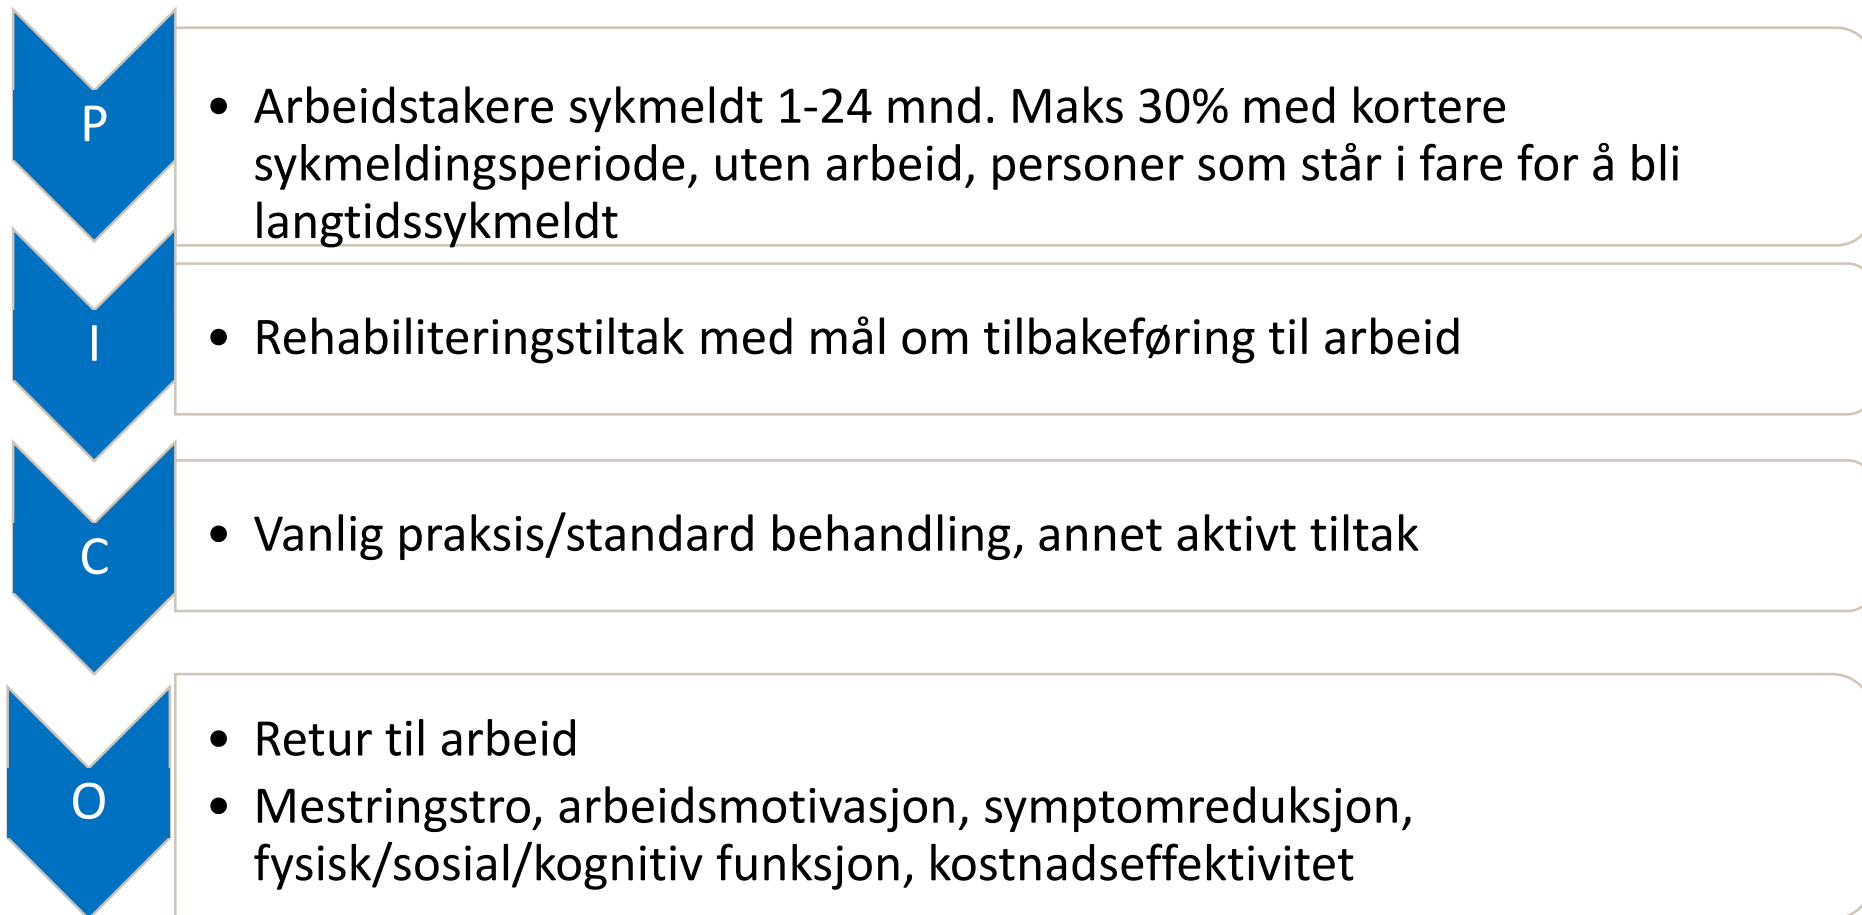 P
• Arbeidstakere sykmeldt 1-24 mnd. Maks 30% med kortere
sykmeldingsperiode, uten arbeid, personer som står i fare for å bli
langtidssykmeldt
I
• Rehabiliteringstiltak med mål om tilbakeføring til arbeid
C
• Vanlig praksis/standard behandling, annet aktivt tiltak
O
• Retur til arbeid
• Mestringstro, arbeidsmotivasjon, symptomreduksjon,
fysisk/sosial/kognitiv funksjon, kostnadseffektivitet